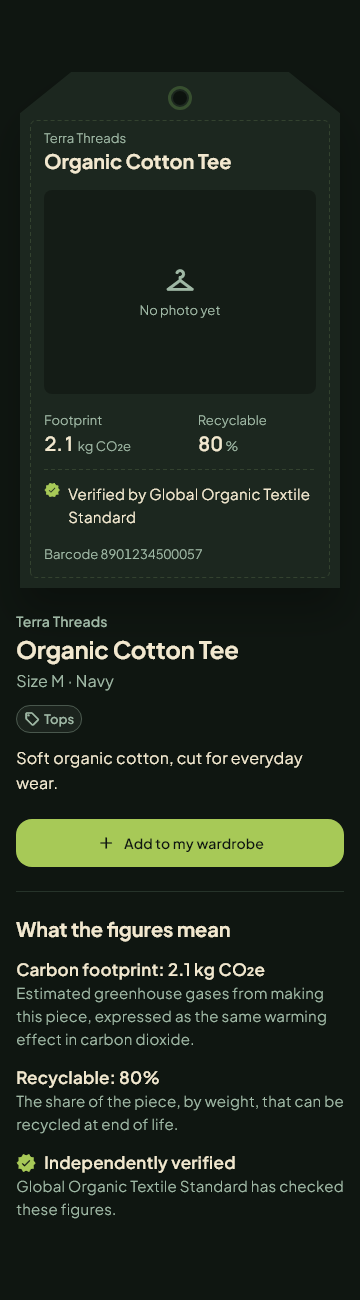 Terra Threads
Organic Cotton Tee
No photo yet
Footprint
Recyclable
2.1 kg CO₂e
80 %
Verified by Global Organic Textile
Standard
Barcode 8901234500057
Terra Threads
Organic Cotton Tee
Size M · Navy
Tops
Soft organic cotton, cut for everyday
wear.
+ Add to my wardrobe
What the figures mean
Carbon footprint: 2.1 kg CO₂e
Estimated greenhouse gases from making
this piece, expressed as the same warming
effect in carbon dioxide.
Recyclable: 80%
The share of the piece, by weight, that can be
recycled at end of life.
Independently verified
Global Organic Textile Standard has checked
these figures.